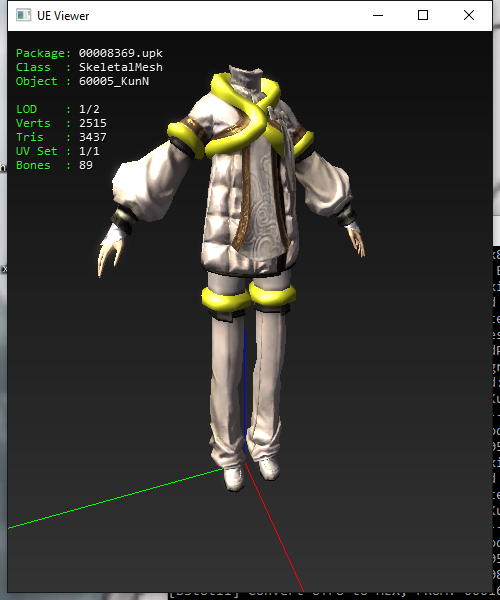 UE Viewer
Package: 00008369.upk
Class  : SkeletalMesh
Object : 60005_KunN
LOD    : 1/2
Verts  : 2515
Tris   : 3437
UV Set : 1/1
Bones  : 89